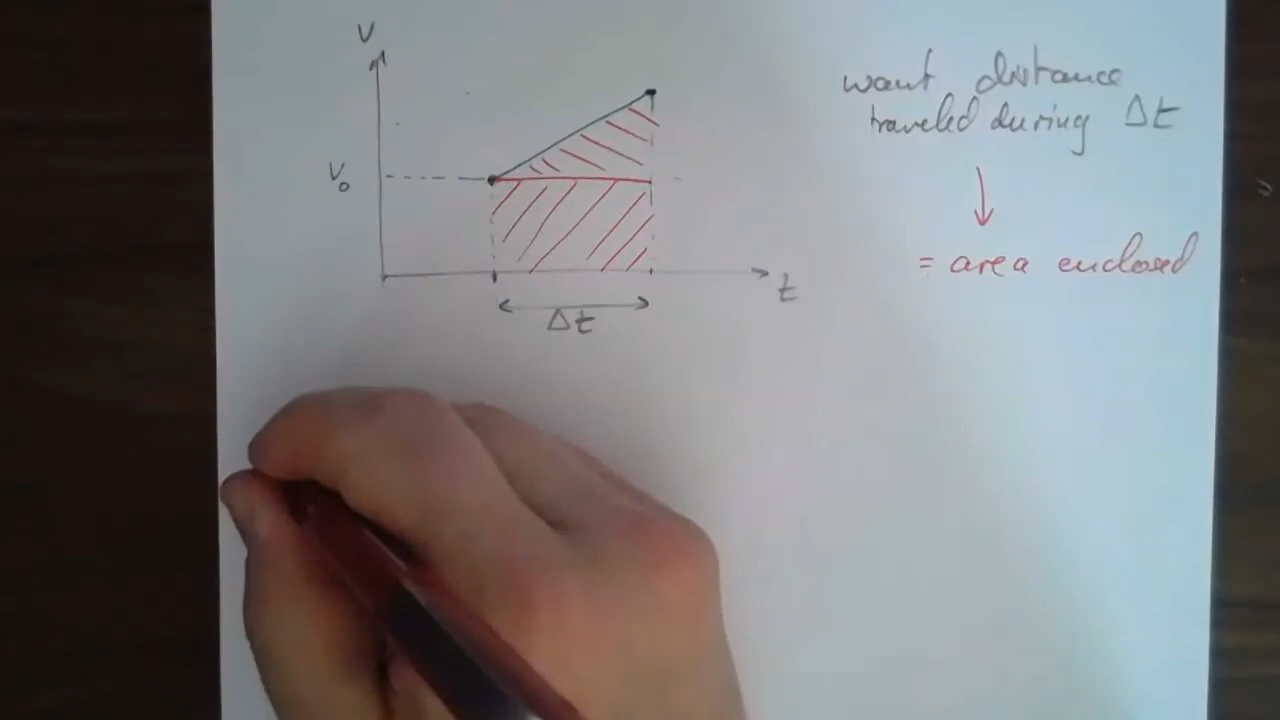 v
want distance
traveled during Δt
v₀
= area enclosed
t
Δt